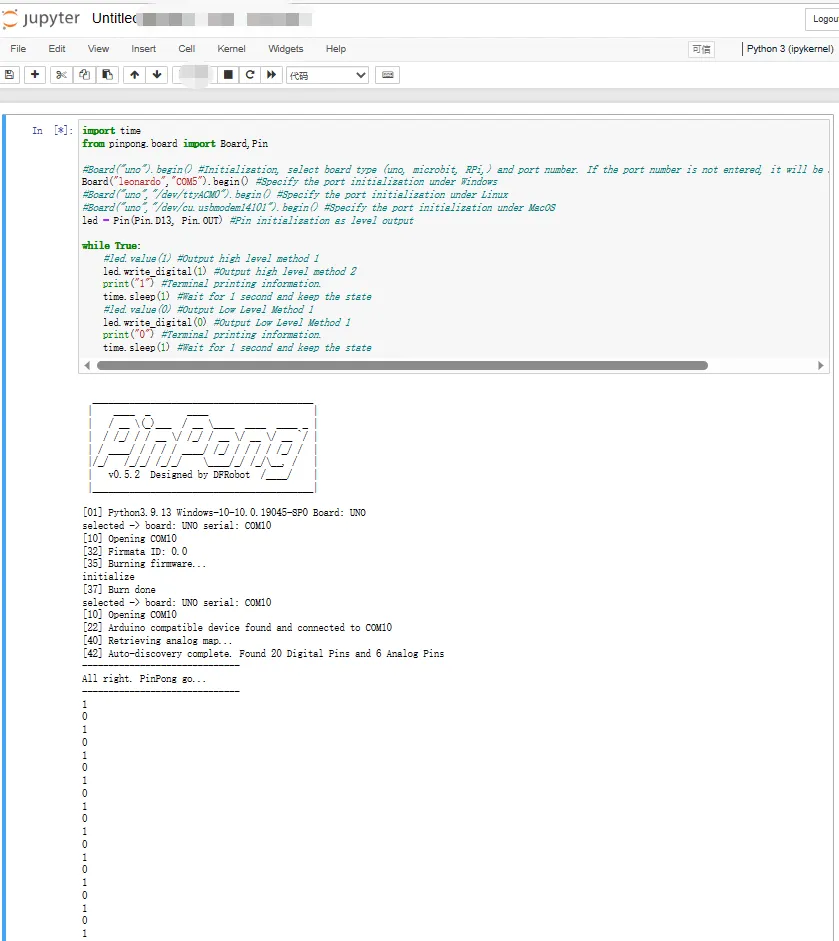 jupyter Untitled
Logou
File Edit View Insert Cell Kernel Widgets Help 可信 Python 3 (ipykernel)
代码
In [*]: import time
from pinpong.board import Board,Pin
#Board("uno").begin() #Initialization, select board type (uno, microbit, RPi,) and port number. If the port number is not entered, it will be
Board("leonardo","COM5").begin() #Specify the port initialization under Windows
#Board("uno","/dev/ttyACM0").begin() #Specify the port initialization under Linux
#Board("uno","/dev/cu.usbmodem14101").begin() #Specify the port initialization under MacOS
led = Pin(Pin.D13, Pin.OUT) #Pin initialization as level output
while True:
#led.value(1) #Output high level method 1
led.write_digital(1) #Output high level method 2
print("1") #Terminal printing information.
time.sleep(1) #Wait for 1 second and keep the state
#led.value(0) #Output Low Level Method 1
led.write_digital(0) #Output Low Level Method 1
print("0") #Terminal printing information.
time.sleep(1) #Wait for 1 second and keep the state
PinPong
v0.5.2 Designed by DFRobot
[01] Python3.9.13 Windows-10-10.0.19045-SP0 Board: UNO
selected -> board: UNO serial: COM10
[10] Opening COM10
[32] Firmata ID: 0.0
[35] Burning firmware...
initialize
[37] Burn done
selected -> board: UNO serial: COM10
[10] Opening COM10
[22] Arduino compatible device found and connected to COM10
[40] Retrieving analog map...
[42] Auto-discovery complete. Found 20 Digital Pins and 6 Analog Pins
------------------------------
All right. PinPong go...
------------------------------
1
0
1
0
1
0
1
0
1
0
1
0
1
0
1
0
1
0
1